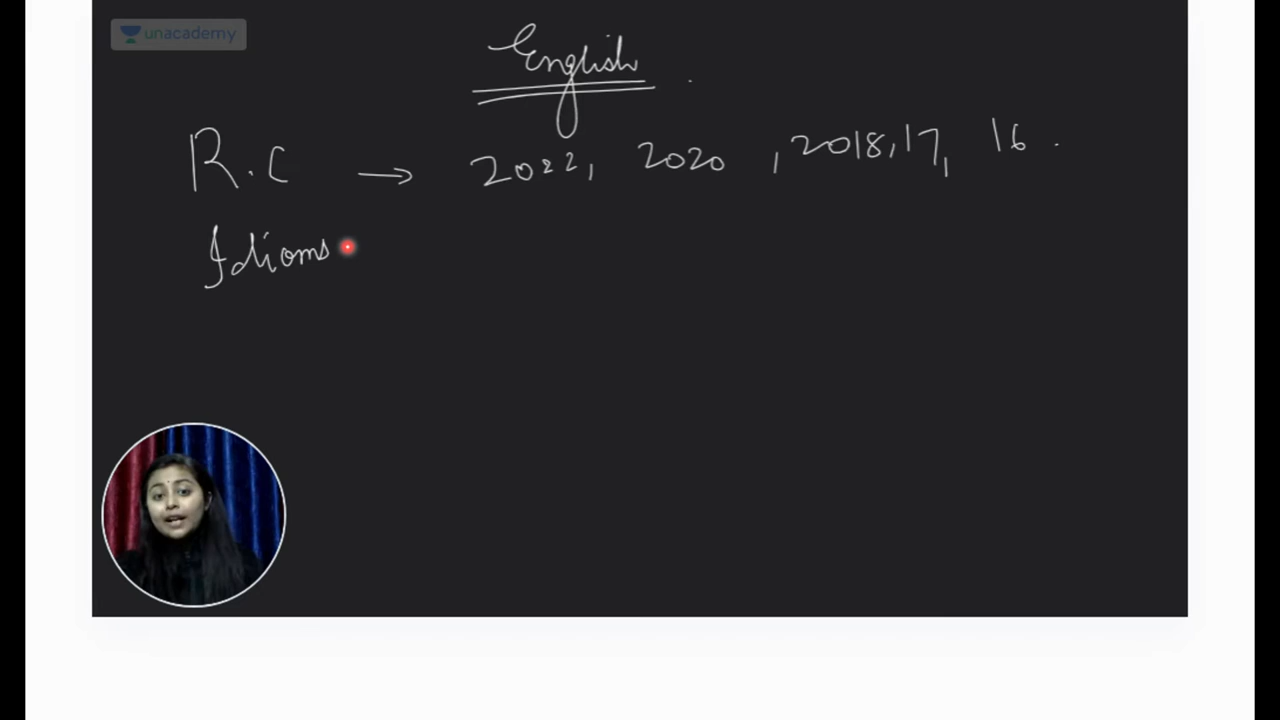 unacademy
English
R.C → 2022, 2020, 2018, 17, 16.
Idioms